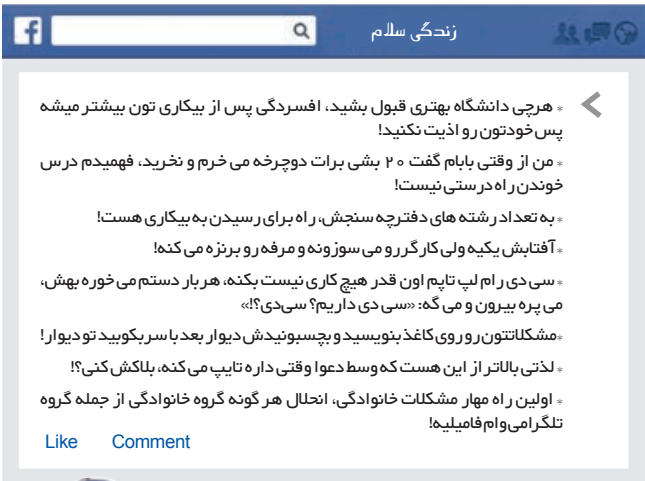 زندگی سلام
* هرچی دانشگاه بهتری قبول بشید، افسردگی پس از بیکاری تون بیشتر میشه
پس خودتون رو اذیت نکنید!
* من از وقتی بابام گفت ۲۰ بشی برات دوچرخه می خرم و نخرید، فهمیدم درس
خوندن راه درستی نیست!
* به تعداد رشته های دفترچه سنجش، راه برای رسیدن به بیکاری هست!
* آفتابش یکیه ولی کارگر رو می سوزونه و مرفه رو برنزه می کنه!
* سی دی رام لپ تاپم اون قدر هیچ کاری نیست بکنه، هر بار دستم می خوره بهش،
می پره بیرون و می گه: «سی دی داریم؟ سی‌دی؟!»
* مشکلاتتون رو روی کاغذ بنویسید و بچسبونیدش دیوار بعد با سر بکوبید تو دیوار!
* لذتی بالاتر از این هست که وسط دعوا وقتی داره تایپ می کنه، بلاکش کنی؟!
* اولین راه مهار مشکلات خانوادگی، انحلال هر گونه گروه خانوادگی از جمله گروه
تلگرامی وام فامیلیه!
Like Comment